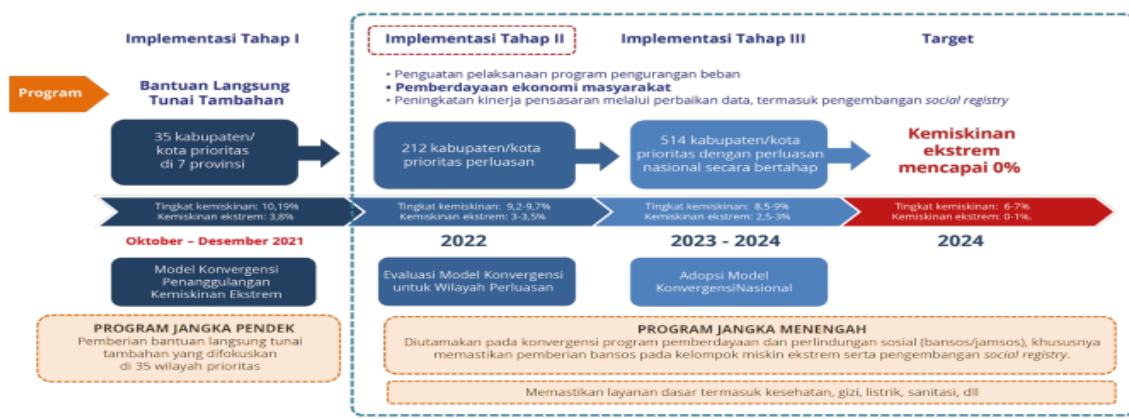 Implementasi Tahap I
Implementasi Tahap II
Implementasi Tahap III
Target
Program
Bantuan Langsung
Tunai Tambahan
• Penguatan pelaksanaan program pengurangan beban
• Pemberdayaan ekonomi masyarakat
• Peningkatan kinerja pensasaran melalui perbaikan data, termasuk pengembangan social registry
35 kabupaten/
kota prioritas
di 7 provinsi
212 kabupaten/kota
prioritas perluasan
514 kabupaten/kota
prioritas dengan perluasan
nasional secara bertahap
Kemiskinan
ekstrem
mencapai 0%
Tingkat kemiskinan: 10,19%
Kemiskinan ekstrem: 3,8%
Tingkat kemiskinan: 9,2-9,7%
Kemiskinan ekstrem: 3-3,5%
Tingkat kemiskinan: 8,5-9%
Kemiskinan ekstrem: 2,5-3%
Tingkat kemiskinan: 6-7%
Kemiskinan ekstrem: 0-1%.
Oktober – Desember 2021
2022
2023 - 2024
2024
Model Konvergensi
Penanggulangan
Kemiskinan Ekstrem
Evaluasi Model Konvergensi
untuk Wilayah Perluasan
Adopsi Model
KonvergensiNasional
PROGRAM JANGKA PENDEK
Pemberian bantuan langsung tunai
tambahan yang difokuskan
di 35 wilayah prioritas
PROGRAM JANGKA MENENGAH
Diutamakan pada konvergensi program pemberdayaan dan perlindungan sosial (bansos/jamsos), khususnya
memastikan pemberian bansos pada kelompok miskin ekstrem serta pengembangan social registry.
Memastikan layanan dasar termasuk kesehatan, gizi, listrik, sanitasi, dll